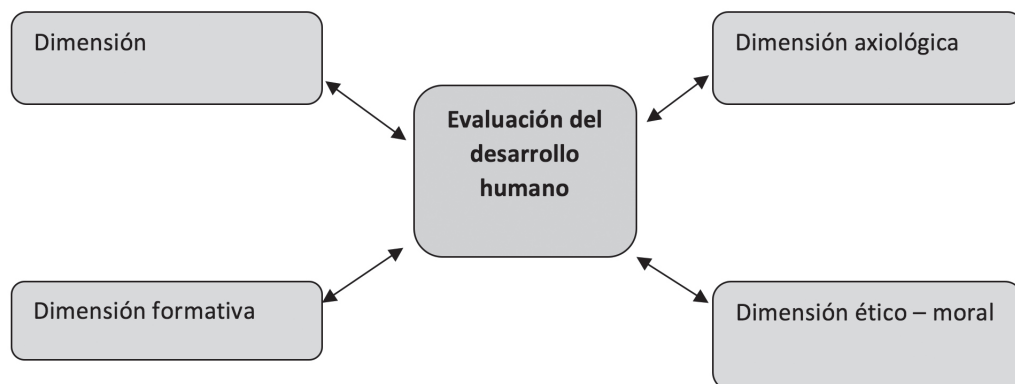 Dimensión
Dimensión axiológica
Evaluación del
desarrollo
humano
Dimensión formativa
Dimensión ético – moral